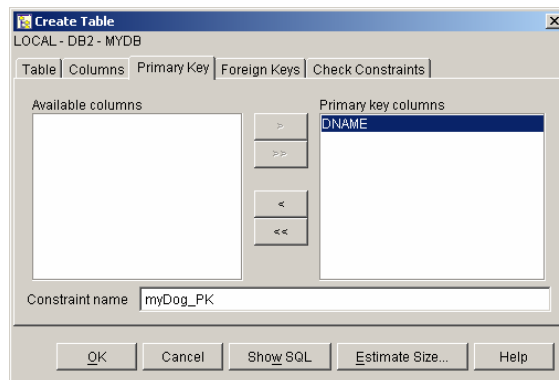 Create Table
LOCAL - DB2 - MYDB
Table Columns Primary Key Foreign Keys Check Constraints
Available columns Primary key columns
DNAME
>
>>
<
<<
Constraint name myDog_PK
OK Cancel Show SQL Estimate Size... Help